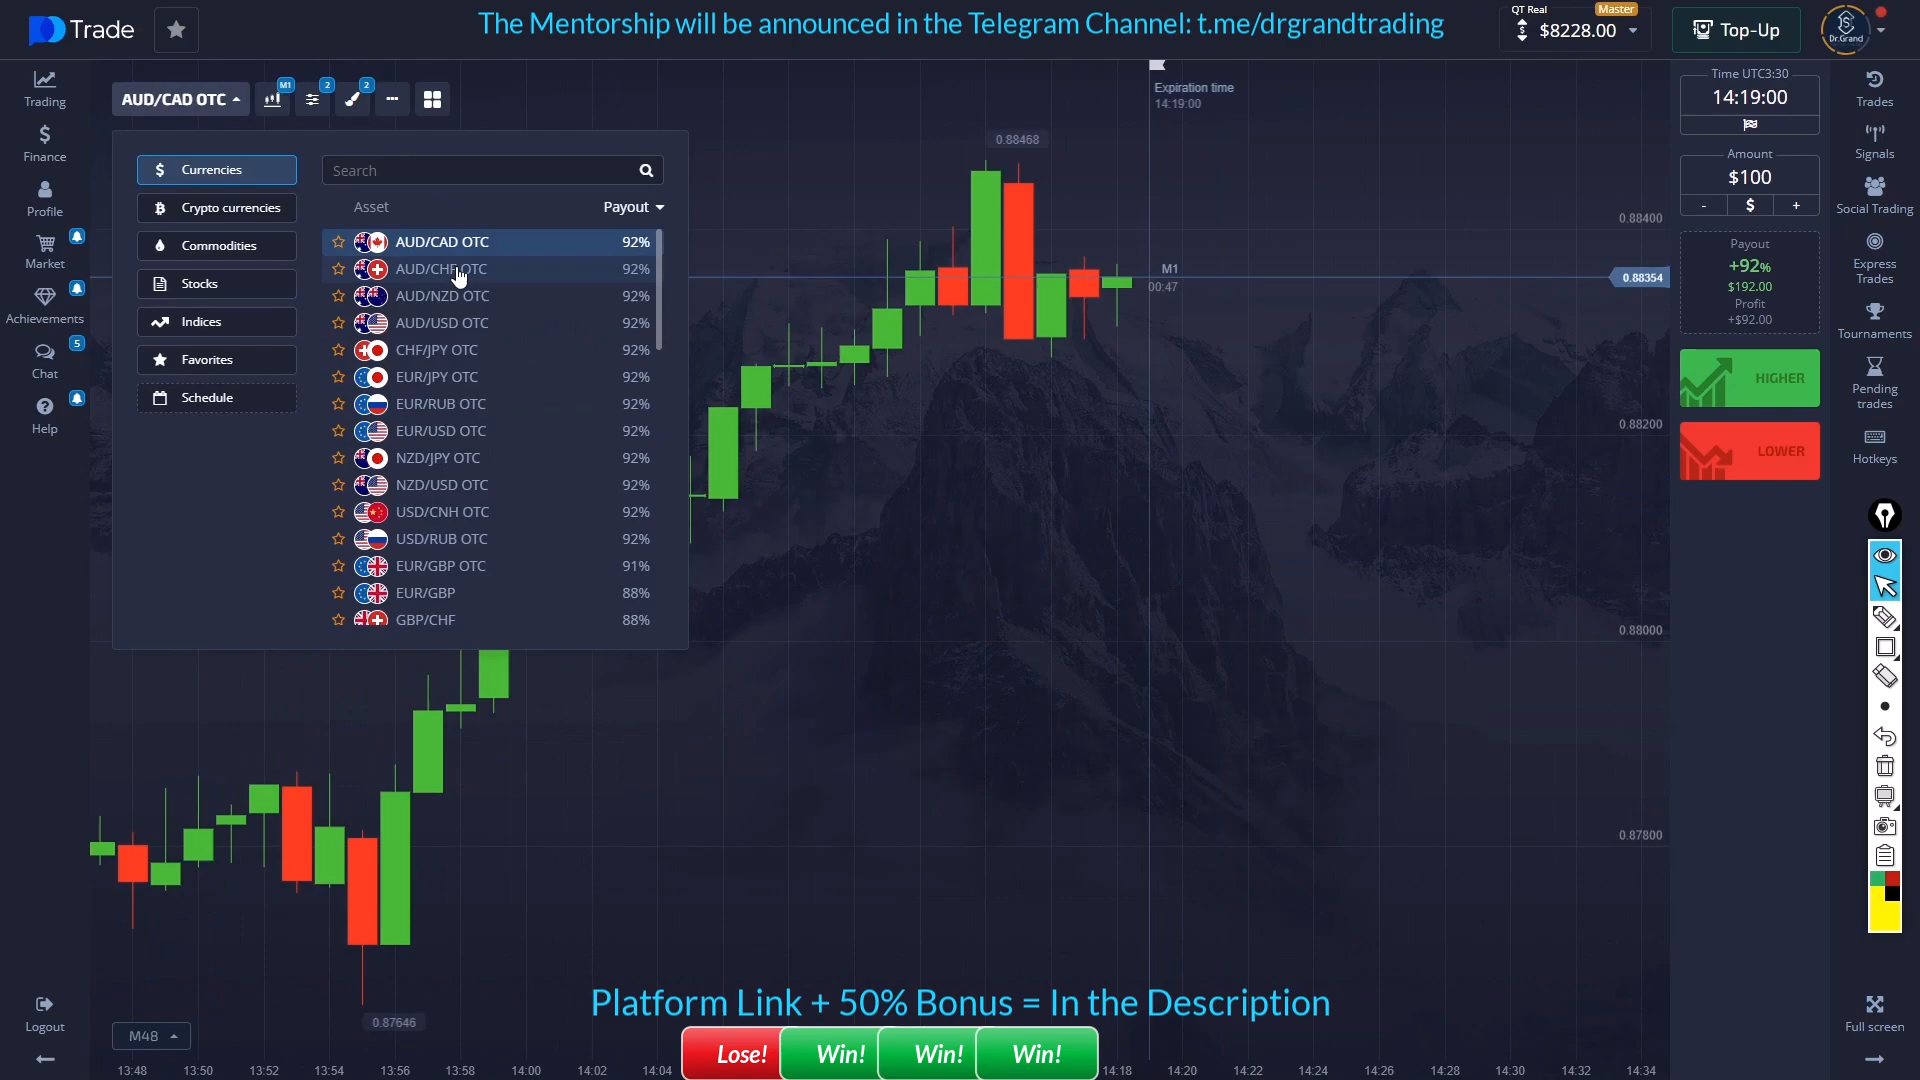 Trade
The Mentorship will be announced in the Telegram Channel: t.me/drgrandtrading
QT Real
Master
$8228.00
Top-Up
Dr.Grand
Trading
Finance
Profile
Market
Achievements
5
Chat
Help
Logout
AUD/CAD OTC
M1
2
2
Currencies
Crypto currencies
Commodities
Stocks
Indices
Favorites
Schedule
Search
Asset
Payout
AUD/CAD OTC 92%
AUD/CHF OTC 92%
AUD/NZD OTC 92%
AUD/USD OTC 92%
CHF/JPY OTC 92%
EUR/JPY OTC 92%
EUR/RUB OTC 92%
EUR/USD OTC 92%
NZD/JPY OTC 92%
NZD/USD OTC 92%
USD/CNH OTC 92%
USD/RUB OTC 92%
EUR/GBP OTC 91%
EUR/GBP 88%
GBP/CHF 88%
Expiration time
14:19:00
0.88468
M1
00:47
0.88400
0.88354
0.88200
0.88000
0.87800
0.87646
M48
Time UTC3:30
14:19:00
Amount
$100
- $ +
Payout
+92%
$192.00
Profit
+$92.00
HIGHER
LOWER
Trades
Signals
Social Trading
Express
Trades
Tournaments
Pending
trades
Hotkeys
Full screen
Platform Link + 50% Bonus = In the Description
Lose! Win! Win! Win!
13:48 13:50 13:52 13:54 13:56 13:58 14:00 14:02 14:04 14:18 14:20 14:22 14:24 14:26 14:28 14:30 14:32 14:34